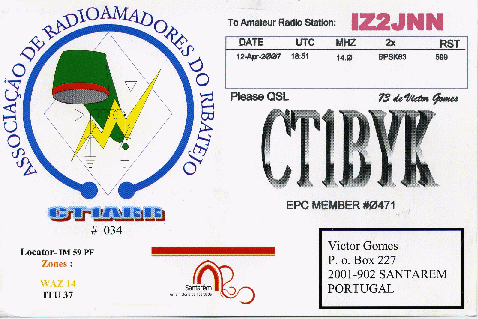 ASSOCIAÇÃO DE RADIOAMADORES DO RIBATEJO
CT1ARR
# 034
Locator- IM 59 PF
Zones :
WAZ 14
ITU 37
Santarém
To Amateur Radio Station: IZ2JNN
DATE UTC MHZ 2x RST
12-Apr-2007 18:51 14.0 BPSK63 599
Please QSL 73 de Victor Gomes
CT1BYK
EPC MEMBER #0471
Victor Gomes
P. o. Box 227
2001-902 SANTAREM
PORTUGAL